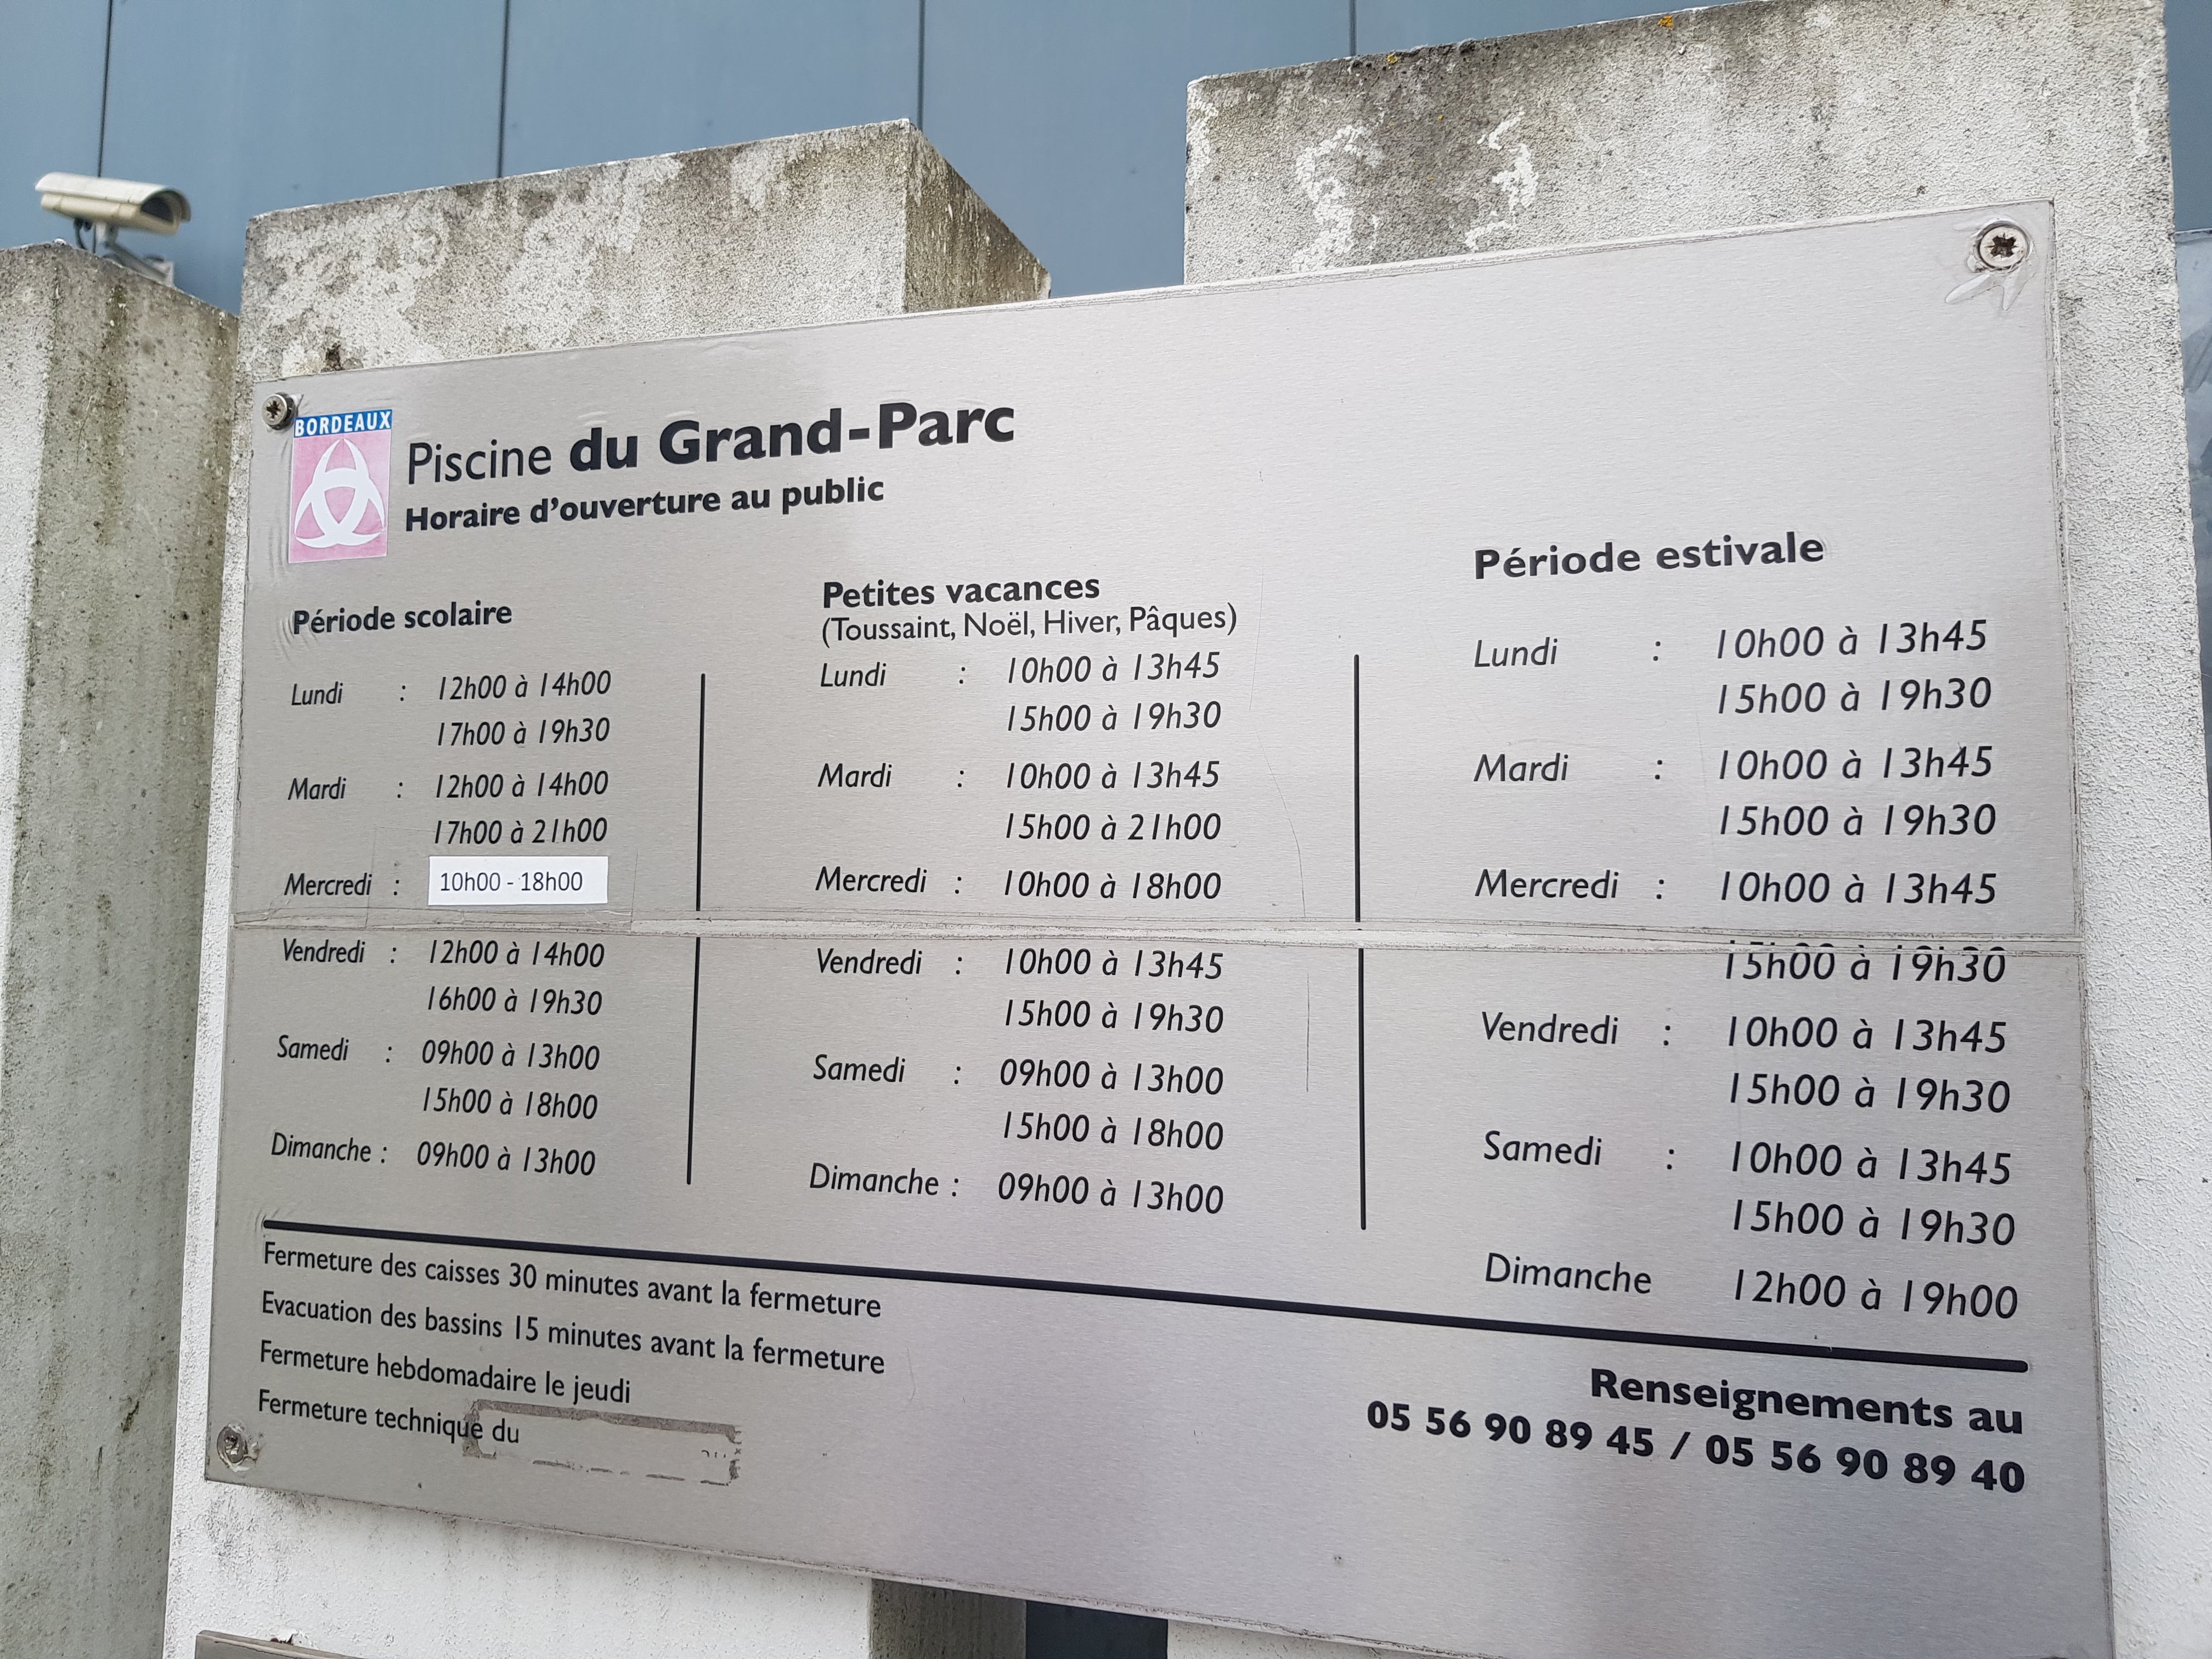 BORDEAUX
Piscine du Grand-Parc
Horaire d'ouverture au public
Période scolaire
Lundi : 12h00 à 14h00
17h00 à 19h30
Mardi : 12h00 à 14h00
17h00 à 21h00
Mercredi : 10h00 - 18h00
Vendredi : 12h00 à 14h00
16h00 à 19h30
Samedi : 09h00 à 13h00
15h00 à 18h00
Dimanche : 09h00 à 13h00
Petites vacances
(Toussaint, Noël, Hiver, Pâques)
Lundi : 10h00 à 13h45
15h00 à 19h30
Mardi : 10h00 à 13h45
15h00 à 21h00
Mercredi : 10h00 à 18h00
Vendredi : 10h00 à 13h45
15h00 à 19h30
Samedi : 09h00 à 13h00
15h00 à 18h00
Dimanche : 09h00 à 13h00
Période estivale
Lundi : 10h00 à 13h45
15h00 à 19h30
Mardi : 10h00 à 13h45
15h00 à 19h30
Mercredi : 10h00 à 13h45
15h00 à 19h30
Vendredi : 10h00 à 13h45
15h00 à 19h30
Samedi : 10h00 à 13h45
15h00 à 19h30
Dimanche 12h00 à 19h00
Fermeture des caisses 30 minutes avant la fermeture
Evacuation des bassins 15 minutes avant la fermeture
Fermeture hebdomadaire le jeudi
Fermeture technique du
Renseignements au
05 56 90 89 45 / 05 56 90 89 40